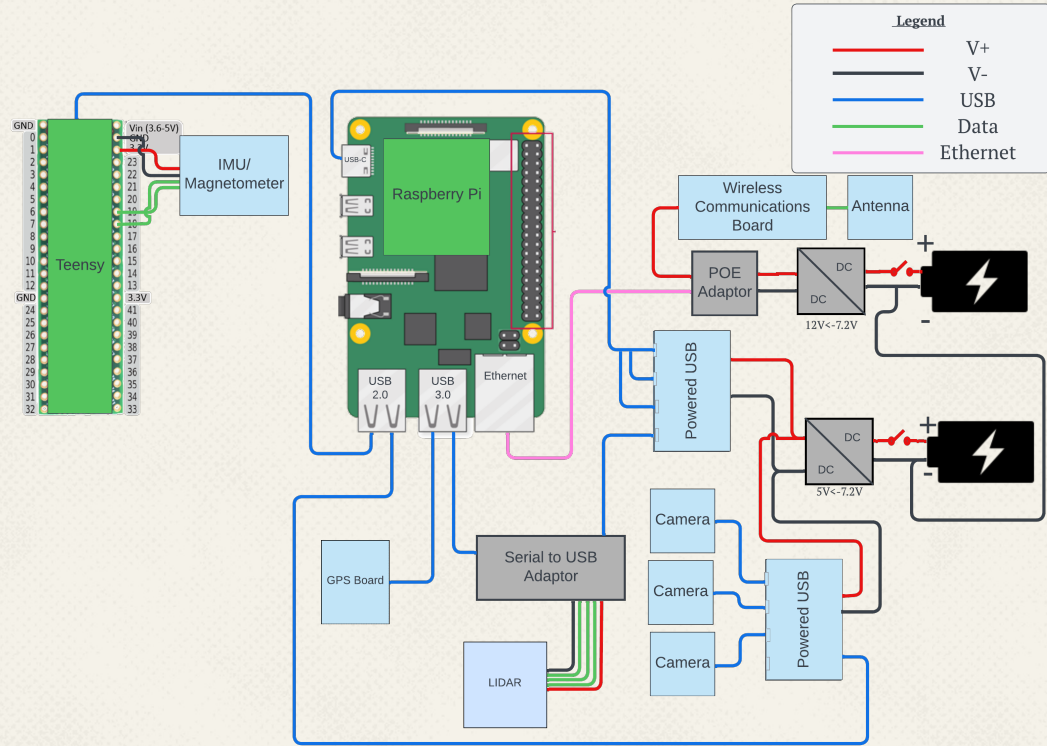 Legend
V+
V-
USB
Data
Ethernet
GND
0
1
2
3
4
5
6
7
8
9
10
11
12
GND
24
25
26
27
28
29
30
31
32
Teensy
Vin (3.6-5V)
GND
23
22
21
20
17
16
15
14
13
3.3V
41
40
39
38
37
36
35
34
33
IMU/
Magnetometer
USB-C
Raspberry Pi
USB
2.0
USB
3.0
Ethernet
Wireless
Communications
Board
Antenna
POE
Adaptor
DC
DC
12V<-7.2V
+
-
Powered USB
DC
DC
5V<-7.2V
+
-
Camera
Camera
Camera
Powered USB
GPS Board
Serial to USB
Adaptor
LIDAR